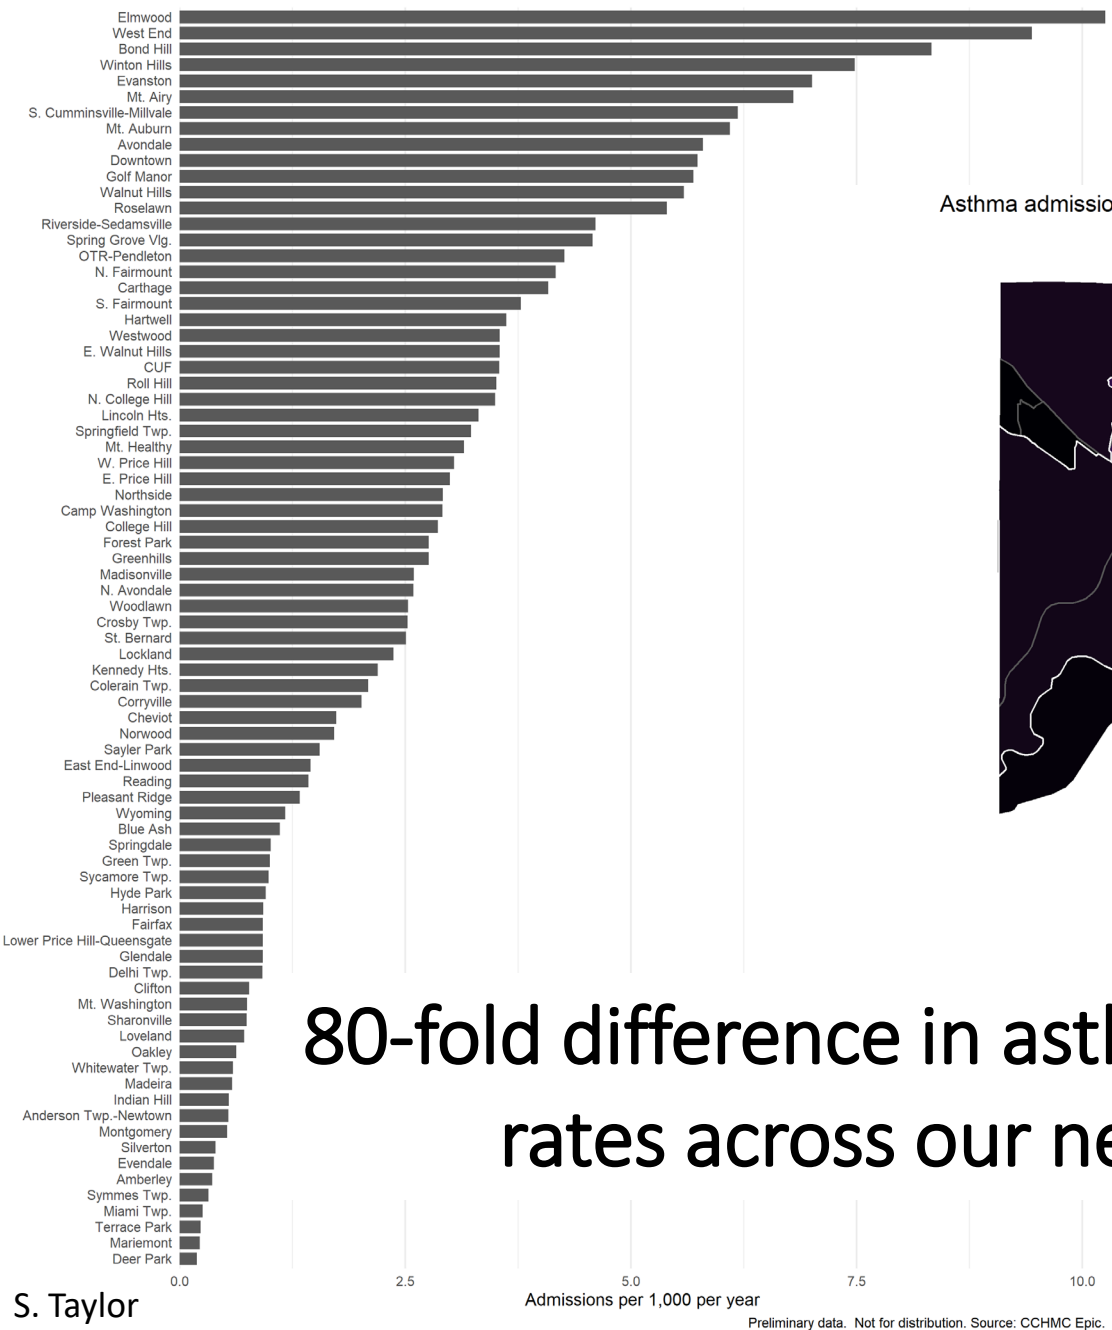 Elmwood
West End
Bond Hill
Winton Hills
Evanston
Mt. Airy
S. Cumminsville-Millvale
Mt. Auburn
Avondale
Downtown
Golf Manor
Walnut Hills
Roselawn
Riverside-Sedamsville
Spring Grove Vlg.
OTR-Pendleton
N. Fairmount
Carthage
S. Fairmount
Hartwell
Westwood
E. Walnut Hills
CUF
Roll Hill
N. College Hill
Lincoln Hts.
Springfield Twp.
Mt. Healthy
W. Price Hill
E. Price Hill
Northside
Camp Washington
College Hill
Forest Park
Greenhills
Madisonville
N. Avondale
Woodlawn
Crosby Twp.
St. Bernard
Lockland
Kennedy Hts.
Colerain Twp.
Corryville
Cheviot
Norwood
Sayler Park
East End-Linwood
Reading
Pleasant Ridge
Wyoming
Blue Ash
Springdale
Green Twp.
Sycamore Twp.
Hyde Park
Harrison
Fairfax
Lower Price Hill-Queensgate
Glendale
Delhi Twp.
Clifton
Mt. Washington
Sharonville
Loveland
Oakley
Whitewater Twp.
Madeira
Indian Hill
Anderson Twp.-Newtown
Montgomery
Silverton
Evendale
Amberley
Symmes Twp.
Miami Twp.
Terrace Park
Mariemont
Deer Park
0.0 2.5 5.0 7.5 10.0
Admissions per 1,000 per year
Asthma admissio
80-fold difference in ast
rates across our ne
S. Taylor
Preliminary data. Not for distribution. Source: CCHMC Epic.